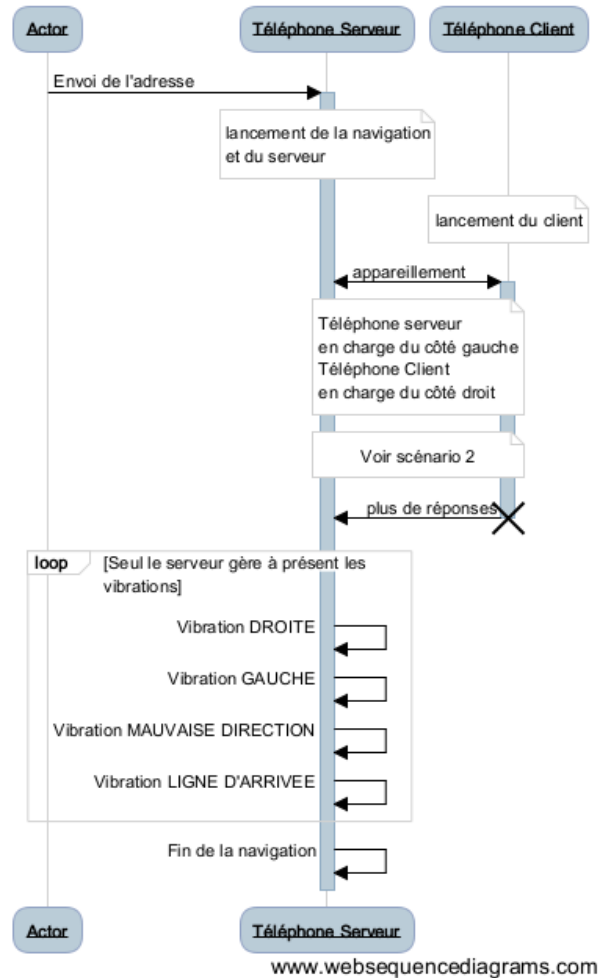 Actor
Téléphone Serveur
Téléphone Client
Envoi de l'adresse
lancement de la navigation
et du serveur
lancement du client
appareillement
Téléphone serveur
en charge du côté gauche
Téléphone Client
en charge du côté droit
Voir scénario 2
plus de réponses
loop
[Seul le serveur gère à présent les
vibrations]
Vibration DROITE
Vibration GAUCHE
Vibration MAUVAISE DIRECTION
Vibration LIGNE D'ARRIVEE
Fin de la navigation
Actor
Téléphone Serveur
www.websequencediagrams.com